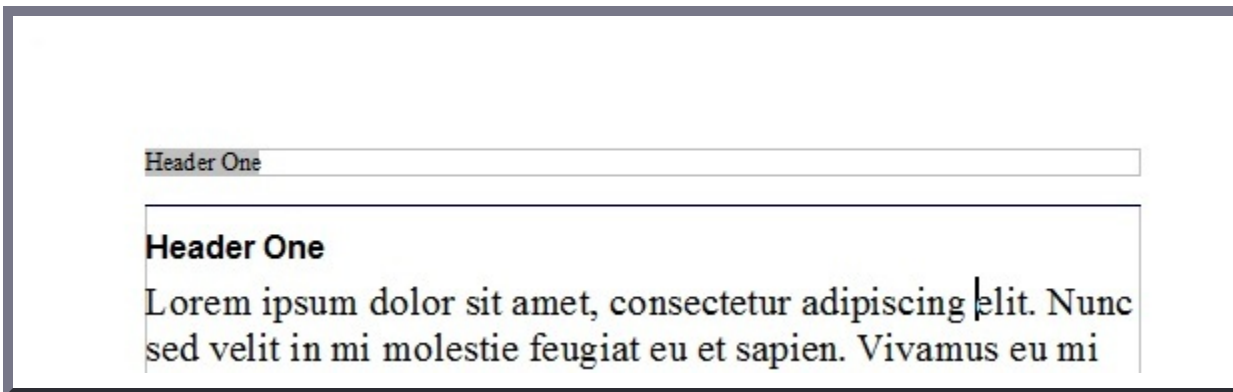 Header One
Header One
Lorem ipsum dolor sit amet, consectetur adipiscing elit. Nunc
sed velit in mi molestie feugiat eu et sapien. Vivamus eu mi